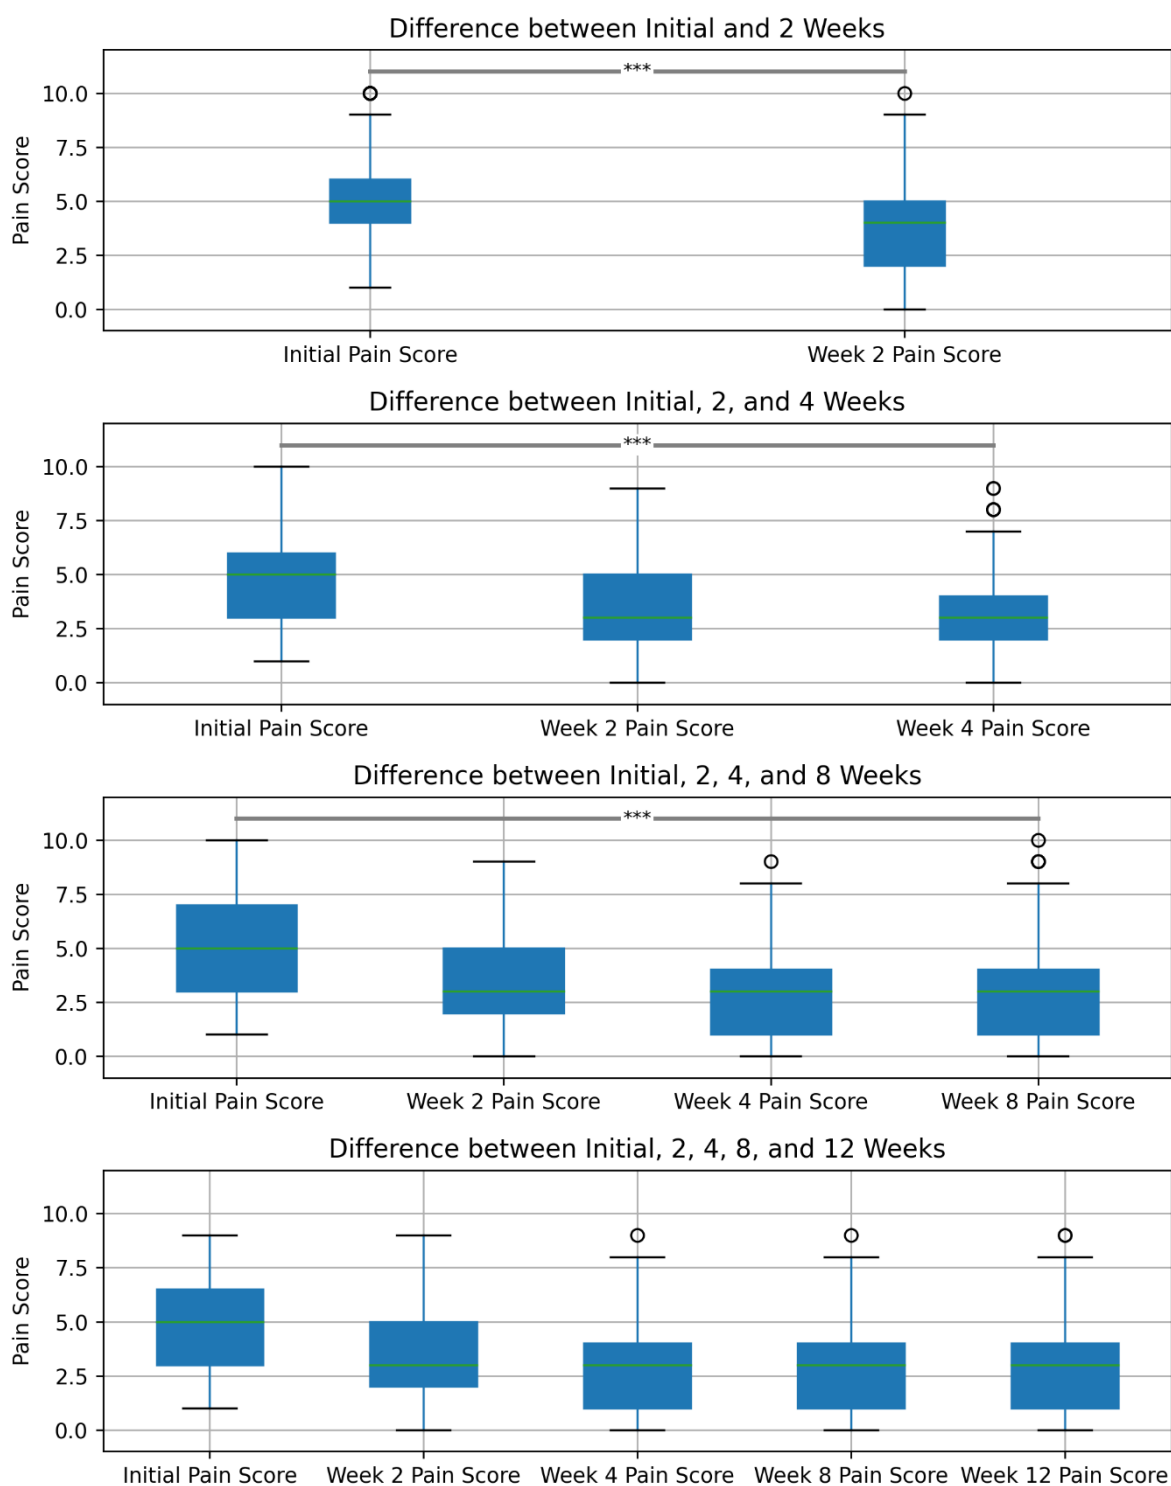 Difference between Initial and 2 Weeks
***
10.0
7.5
5.0
2.5
0.0
Pain Score
Initial Pain Score Week 2 Pain Score
Difference between Initial, 2, and 4 Weeks
***
10.0
7.5
5.0
2.5
0.0
Pain Score
Initial Pain Score Week 2 Pain Score Week 4 Pain Score
Difference between Initial, 2, 4, and 8 Weeks
***
10.0
7.5
5.0
2.5
0.0
Pain Score
Initial Pain Score Week 2 Pain Score Week 4 Pain Score Week 8 Pain Score
Difference between Initial, 2, 4, 8, and 12 Weeks
10.0
7.5
5.0
2.5
0.0
Pain Score
Initial Pain Score Week 2 Pain Score Week 4 Pain Score Week 8 Pain Score Week 12 Pain Score